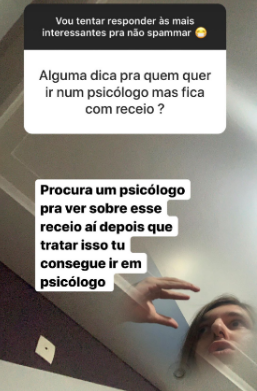 Vou tentar responder às mais
interessantes pra não spammar 😁
Alguma dica pra quem quer
ir num psicólogo mas fica
com receio ?
Procura um psicólogo
pra ver sobre esse
receio aí depois que
tratar isso tu
consegue ir em
psicólogo